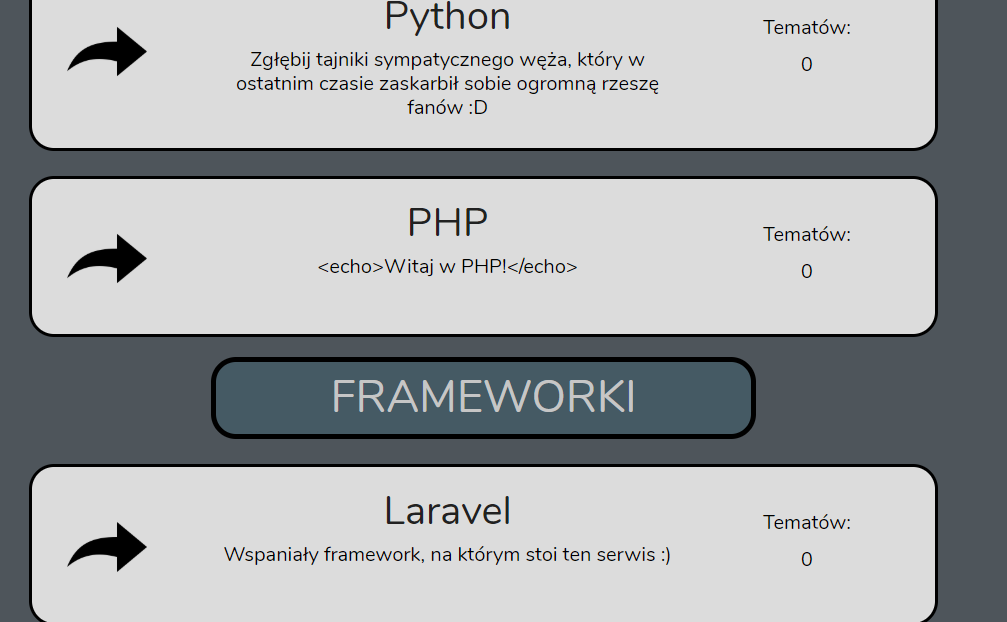 Python
Tematów:
Zgłębij tajniki sympatycznego węża, który w
ostatnim czasie zaskarbił sobie ogromną rzeszę
fanów :D
0
PHP
Tematów:
<echo>Witaj w PHP!</echo>
0
FRAMEWORKI
Laravel
Tematów:
Wspaniały framework, na którym stoi ten serwis :)
0